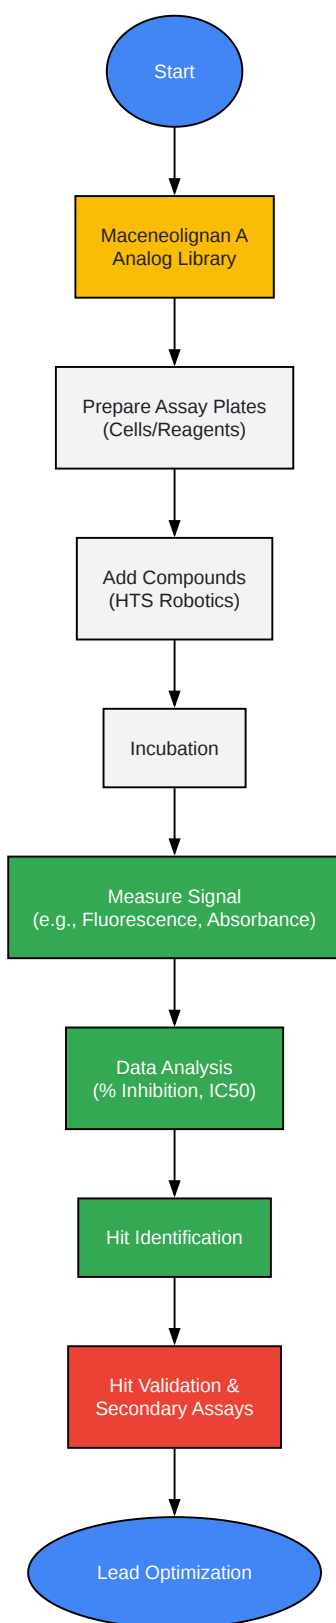 Start
Maceneolignan A
Analog Library
Prepare Assay Plates
(Cells/Reagents)
Add Compounds
(HTS Robotics)
Incubation
Measure Signal
(e.g., Fluorescence, Absorbance)
Data Analysis
(% Inhibition, IC50)
Hit Identification
Hit Validation &
Secondary Assays
Lead Optimization